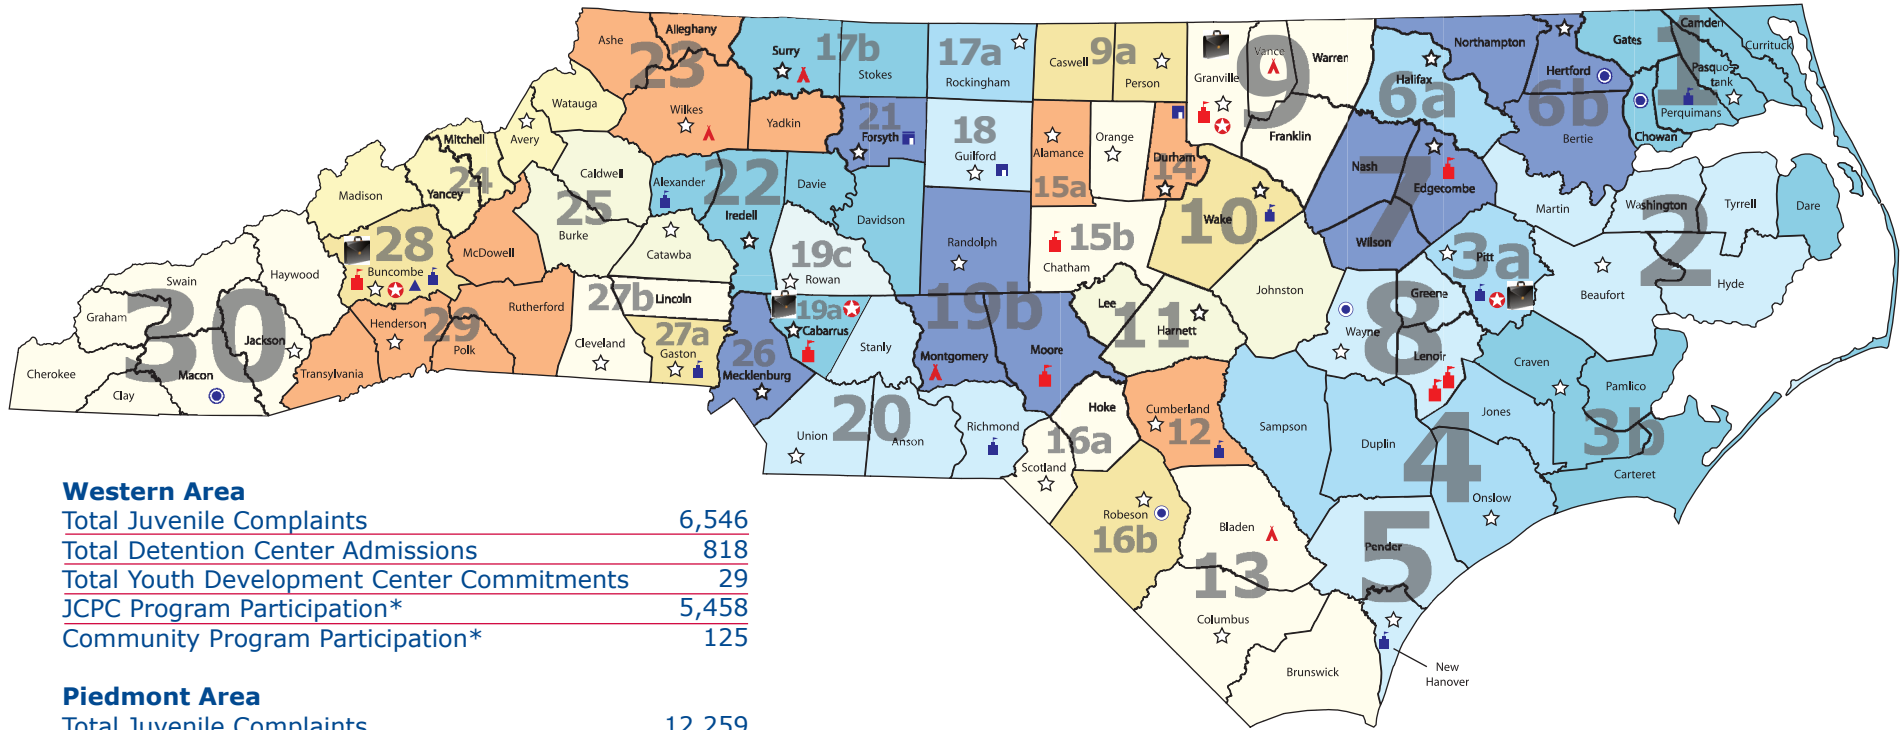 Ashe
Alleghany
23
Wilkes
Yadkin
Watauga
Avery
Mitchell
Yancey
24
Madison
Caldwell
25
Burke
Catawba
McDowell
28
Buncombe
Haywood
Swain
Graham
30
Jackson
Macon
Cherokee
Clay
Transylvania
Henderson
29
Polk
Rutherford
Cleveland
27b
Lincoln
27a
Gaston
Surry
17b
Stokes
17a
Rockingham
21
Forsyth
18
Guilford
Alexander
22
Iredell
Davie
Davidson
19c
Rowan
19a
Cabarrus
Stanly
26
Mecklenburg
Union
20
Anson
Richmond
Randolph
19b
Montgomery
Moore
Caswell
9a
Person
Alamance
15a
Orange
Durham
14
15b
Chatham
Granville
Vance
9
Warren
Franklin
10
Wake
Lee
11
Harnett
Johnston
Hoke
16a
Scotland
Cumberland
12
Robeson
16b
Bladen
13
Columbus
Brunswick
Northampton
Halifax
6a
Hertford
6b
Bertie
Gates
1
Camden
Currituck
Pasquo-
tank
Perquimans
Chowan
Nash
7
Edgecombe
Wilson
Martin
Washington
2
Tyrrell
Dare
Hyde
Beaufort
3a
Pitt
Greene
8
Wayne
Lenoir
Craven
Pamlico
3b
Carteret
Jones
4
Onslow
Duplin
Sampson
Pender
5
New
Hanover
Western Area
Total Juvenile Complaints 6,546
Total Detention Center Admissions 818
Total Youth Development Center Commitments 29
JCPC Program Participation* 5,458
Community Program Participation* 125
Piedmont Area
Total Juvenile Complaints 12,259